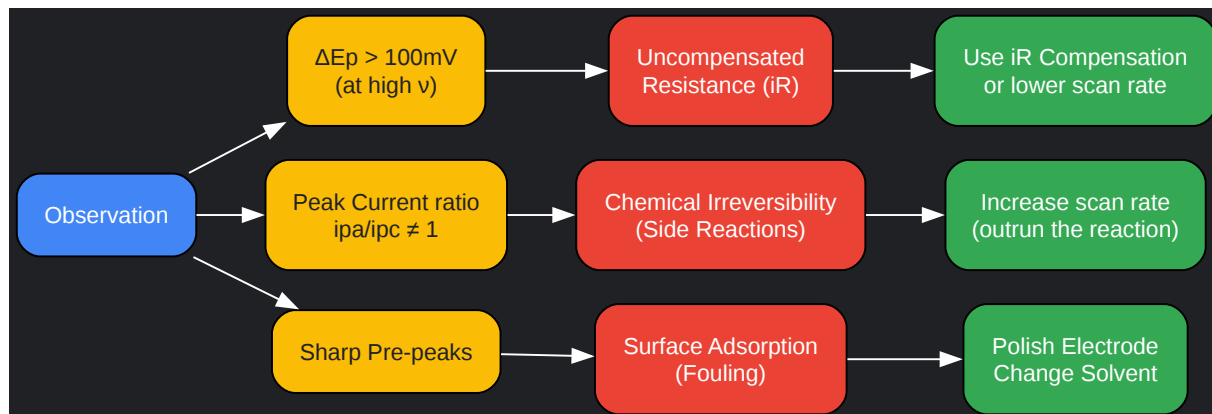 ΔEp > 100mV
(at high ν)
Uncompensated
Resistance (iR)
Use iR Compensation
or lower scan rate
Observation
Peak Current ratio
ipa/ipc ≠ 1
Chemical Irreversibility
(Side Reactions)
Increase scan rate
(outrun the reaction)
Sharp Pre-peaks
Surface Adsorption
(Fouling)
Polish Electrode
Change Solvent